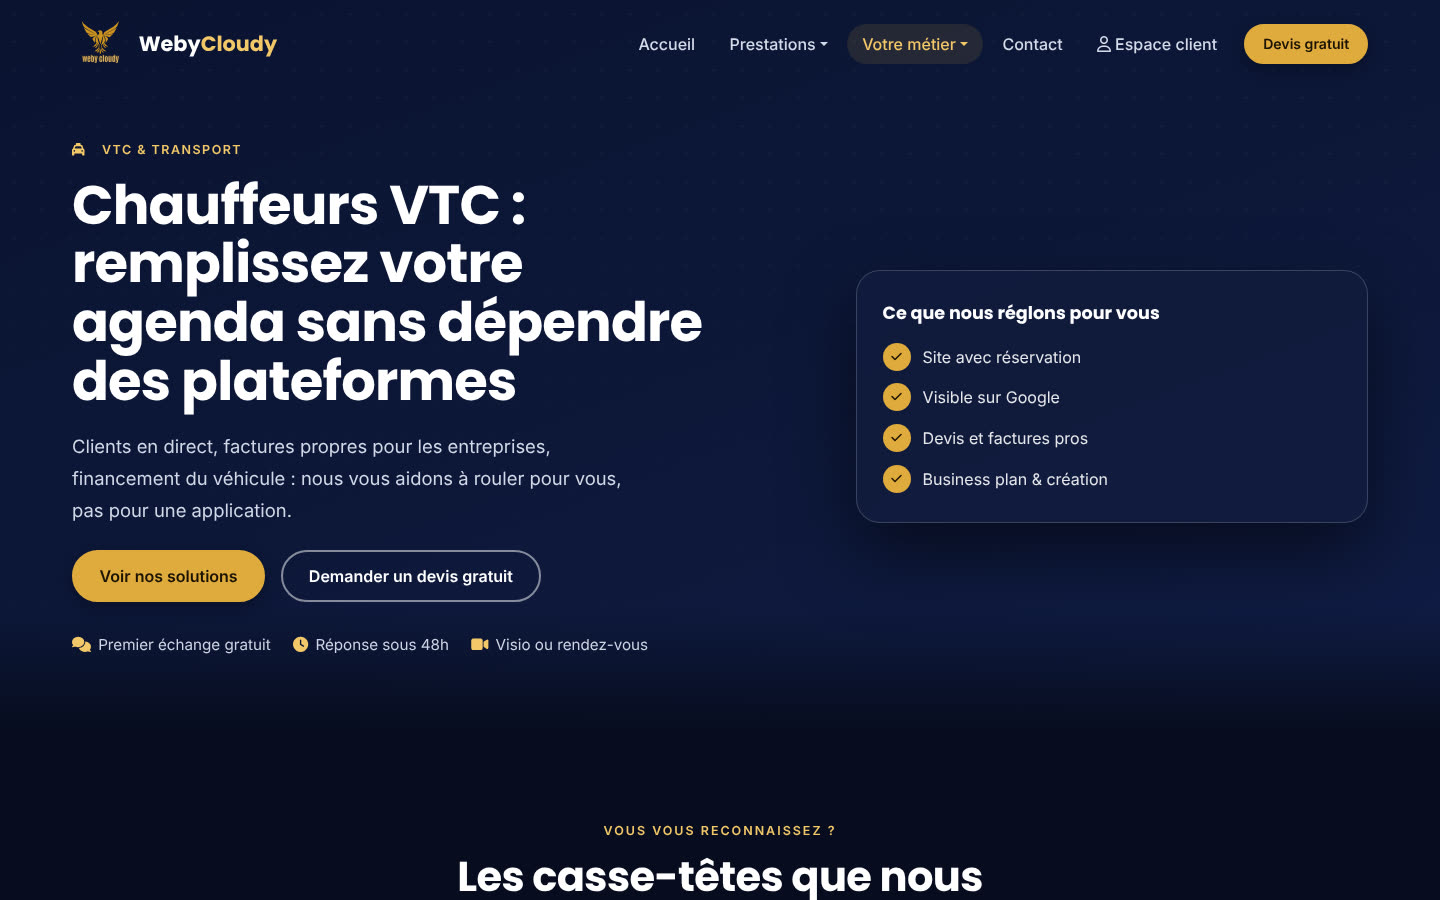 weby cloudy
WebyCloudy
Accueil
Prestations
Votre métier
Contact
Espace client
Devis gratuit
VTC & TRANSPORT
Chauffeurs VTC :
remplissez votre
agenda sans dépendre
des plateformes
Clients en direct, factures propres pour les entreprises,
financement du véhicule : nous vous aidons à rouler pour vous,
pas pour une application.
Voir nos solutions
Demander un devis gratuit
Premier échange gratuit
Réponse sous 48h
Visio ou rendez-vous
Ce que nous réglons pour vous
Site avec réservation
Visible sur Google
Devis et factures pros
Business plan & création
VOUS VOUS RECONNAISSEZ ?
Les casse-têtes que nous